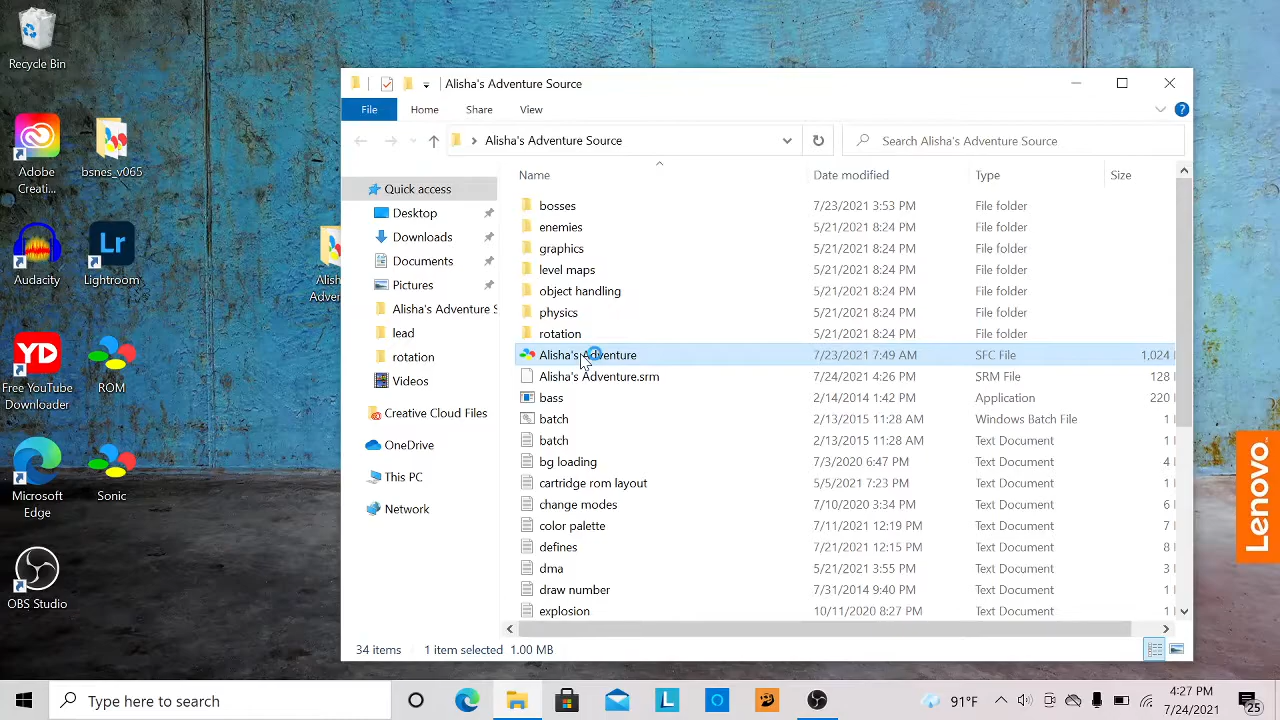 Recycle Bin
Adobe
Creati...
bsnes_v065
Audacity
Lightroom
Alish
Adven
Free YouTube
Downloader
ROM
Microsoft
Edge
Sonic
OBS Studio
Alisha's Adventure Source
File
Home
Share
View
Alisha's Adventure Source
Search Alisha's Adventure Source
Quick access
Desktop
Downloads
Documents
Pictures
Alisha's Adventure S
lead
rotation
Videos
Creative Cloud Files
OneDrive
This PC
Network
Name Date modified Type Size
bosses 7/23/2021 3:53 PM File folder
enemies 5/21/2021 8:24 PM File folder
graphics 5/21/2021 8:24 PM File folder
level maps 5/21/2021 8:24 PM File folder
object handling 5/21/2021 8:24 PM File folder
physics 5/21/2021 8:24 PM File folder
rotation 5/21/2021 8:24 PM File folder
Alisha's Adventure 7/23/2021 7:49 AM SFC File 1,024
Alisha's Adventure.srm 7/24/2021 4:26 PM SRM File 128
bass 2/14/2014 1:42 PM Application 220
batch 2/13/2015 11:28 AM Windows Batch File 1
batch 2/13/2015 11:28 AM Text Document 1
bg loading 7/3/2020 6:47 PM Text Document 4
cartridge rom layout 5/5/2021 7:23 PM Text Document 1
change modes 7/10/2020 3:34 PM Text Document 6
color palette 7/11/2021 12:19 PM Text Document 7
defines 7/21/2021 12:15 PM Text Document 8
dma 5/21/2021 3:55 PM Text Document 3
draw number 7/31/2014 9:40 PM Text Document 1
explosion 10/11/2020 8:27 PM Text Document 1
34 items 1 item selected 1.00 MB
Lenovo
Type here to search
91°F
4:27 PM
7/24/2021
25